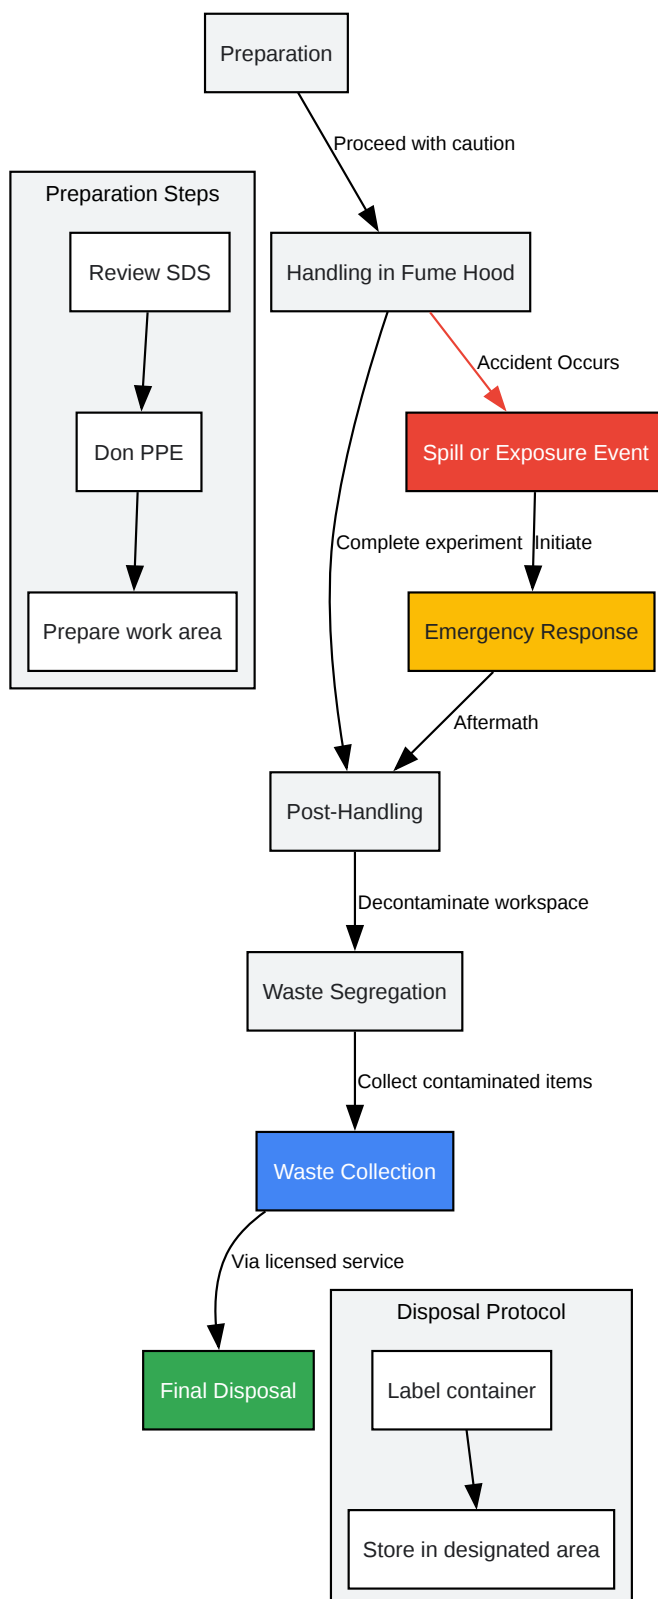 Preparation
Proceed with caution
Preparation Steps
Review SDS
Handling in Fume Hood
Accident Occurs
Don PPE
Spill or Exposure Event
Complete experiment
Initiate
Prepare work area
Emergency Response
Aftermath
Post-Handling
Decontaminate workspace
Waste Segregation
Collect contaminated items
Waste Collection
Via licensed service
Disposal Protocol
Final Disposal
Label container
Store in designated area